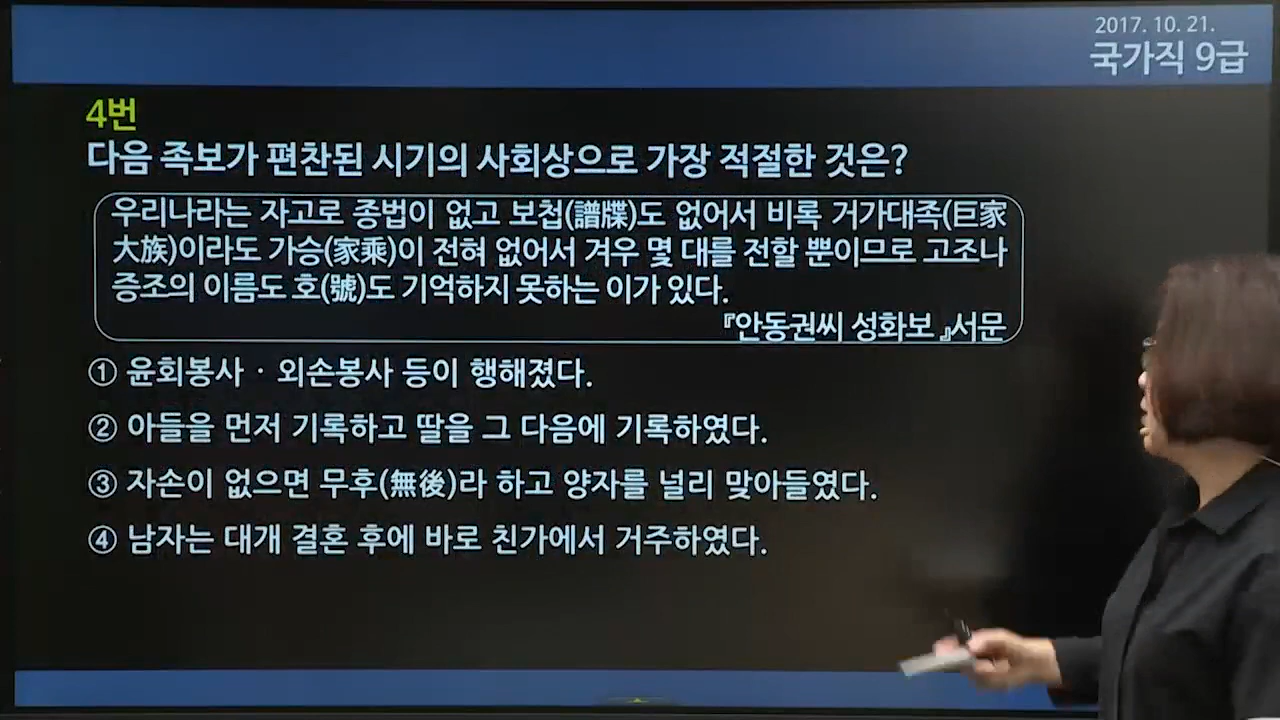 2017. 10. 21.
국가직 9급
4번
다음 족보가 편찬된 시기의 사회상으로 가장 적절한 것은?
우리나라는 자고로 종법이 없고 보첩(譜牒)도 없어서 비록 거가대족(巨家
大族)이라도 가승(家乘)이 전혀 없어서 겨우 몇 대를 전할 뿐이므로 고조나
증조의 이름도 호(號)도 기억하지 못하는 이가 있다.
『안동권씨 성화보 』서문
① 윤회봉사 · 외손봉사 등이 행해졌다.
② 아들을 먼저 기록하고 딸을 그 다음에 기록하였다.
③ 자손이 없으면 무후(無後)라 하고 양자를 널리 맞아들였다.
④ 남자는 대개 결혼 후에 바로 친가에서 거주하였다.